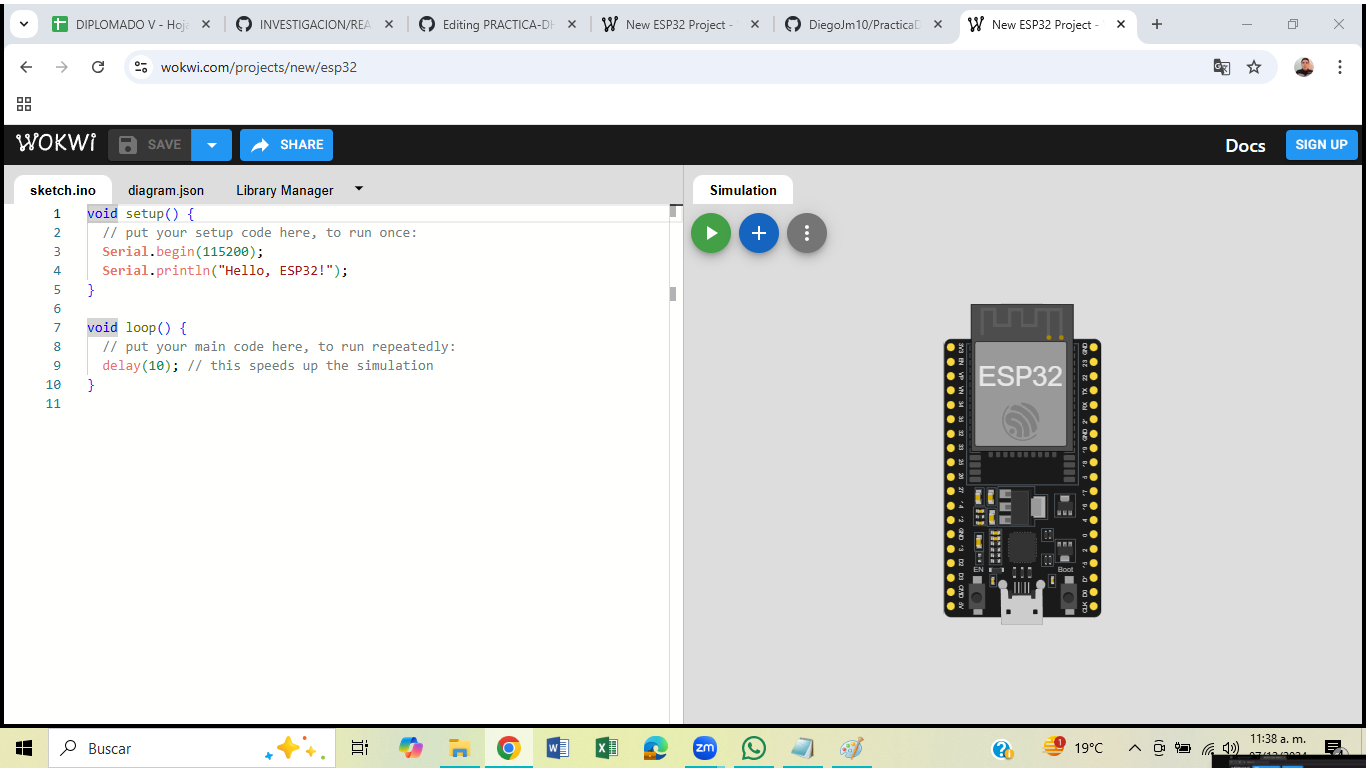 DIPLOMADO V - Hoja
INVESTIGACION/REA
Editing PRACTICA-DH
New ESP32 Project -
DiegoJm10/PracticaD
New ESP32 Project -
wokwi.com/projects/new/esp32
WOKWi
SAVE
SHARE
Docs
SIGN UP
sketch.ino
diagram.json
Library Manager
Simulation
1 void setup() {
2 // put your setup code here, to run once:
3 Serial.begin(115200);
4 Serial.println("Hello, ESP32!");
5 }
6
7 void loop() {
8 // put your main code here, to run repeatedly:
9 delay(10); // this speeds up the simulation
10 }
11
ESP32
EN
Boot
Buscar
zm
1
19°C
11:38 a. m.